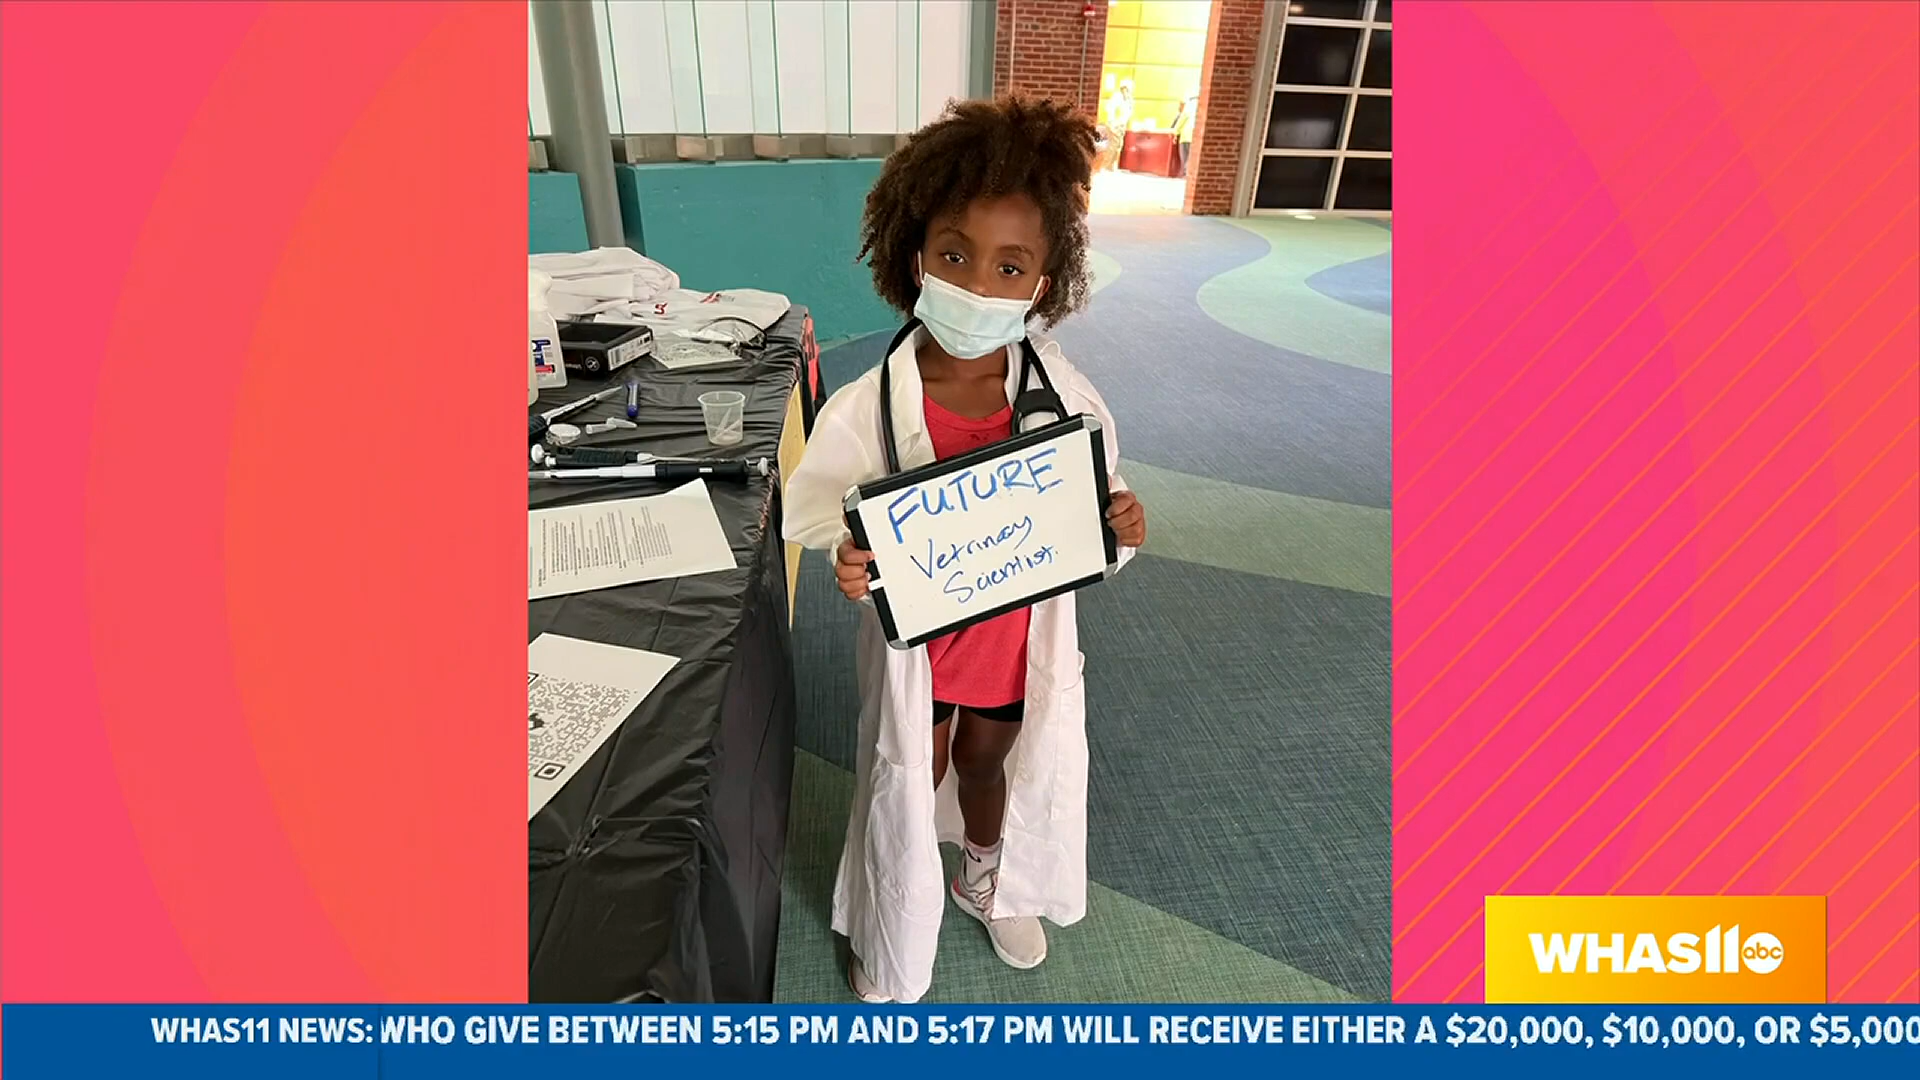 FUTURE
Vetrinary
Scientist.
WHAS11 abc
WHAS11 NEWS: WHO GIVE BETWEEN 5:15 PM AND 5:17 PM WILL RECEIVE EITHER A $20,000, $10,000, OR $5,000